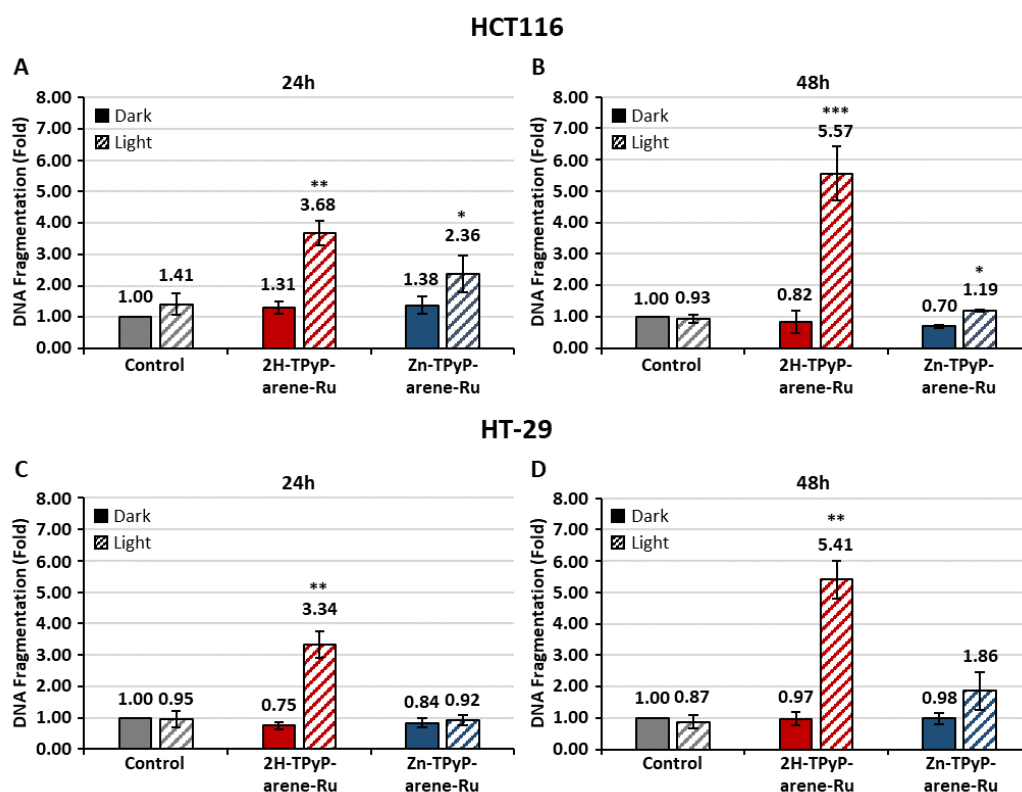 HCT116
A
24h
DNA Fragmentation (Fold)
8.00
7.00
6.00
5.00
4.00
3.00
2.00
1.00
0.00
Dark
Light
1.00
1.41
1.31
**
3.68
1.38
*
2.36
Control
2H-TPyP-
arene-Ru
Zn-TPyP-
arene-Ru
B
48h
DNA Fragmentation (Fold)
8.00
7.00
6.00
5.00
4.00
3.00
2.00
1.00
0.00
Dark
Light
1.00
0.93
0.82
***
5.57
0.70
*
1.19
Control
2H-TPyP-
arene-Ru
Zn-TPyP-
arene-Ru
HT-29
C
24h
DNA Fragmentation (Fold)
8.00
7.00
6.00
5.00
4.00
3.00
2.00
1.00
0.00
Dark
Light
1.00
0.95
0.75
**
3.34
0.84
0.92
Control
2H-TPyP-
arene-Ru
Zn-TPyP-
arene-Ru
D
48h
DNA Fragmentation (Fold)
8.00
7.00
6.00
5.00
4.00
3.00
2.00
1.00
0.00
Dark
Light
1.00
0.87
0.97
**
5.41
0.98
1.86
Control
2H-TPyP-
arene-Ru
Zn-TPyP-
arene-Ru